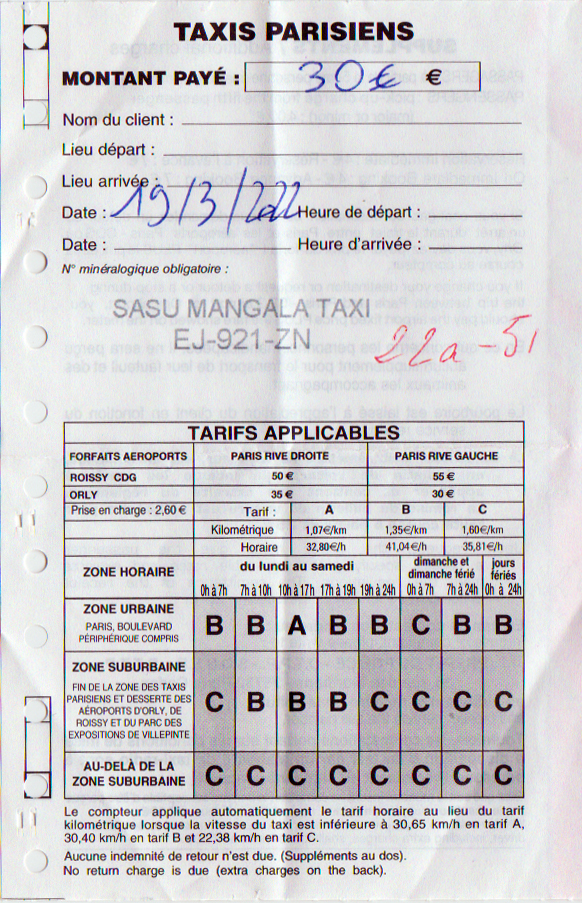 TAXIS PARISIENS
MONTANT PAYÉ : 30€ €
Nom du client :
Lieu départ :
Lieu arrivée :
Date : 19/3/2022 Heure de départ :
Date : Heure d'arrivée :
N° minéralogique obligatoire :
SASU MANGALA TAXI
EJ-921-ZN
22a-51
TARIFS APPLICABLES
FORFAITS AEROPORTS PARIS RIVE DROITE PARIS RIVE GAUCHE
ROISSY CDG 50 € 55 €
ORLY 35 € 30 €
Prise en charge : 2,60 € Tarif : A B C
Kilométrique 1,07€/km 1,35€/km 1,60€/km
Horaire 32,80€/h 41,04€/h 35,81€/h
ZONE HORAIRE du lundi au samedi dimanche et dimanche férié jours fériés
0h à 7h 7h à 10h 10h à 17h 17h à 19h 19h à 24h 0h à 7h 7h à 24h 0h à 24h
ZONE URBAINE
PARIS, BOULEVARD
PÉRIPHÉRIQUE COMPRIS
B B A B B C B B
ZONE SUBURBAINE
FIN DE LA ZONE DES TAXIS
PARISIENS ET DESSERTE DES
AÉROPORTS D'ORLY, DE
ROISSY ET DU PARC DES
EXPOSITIONS DE VILLEPINTE
C B B B C C C C
AU-DELÀ DE LA
ZONE SUBURBAINE
C C C C C C C C
Le compteur applique automatiquement le tarif horaire au lieu du tarif
kilométrique lorsque la vitesse du taxi est inférieure à 30,65 km/h en tarif A,
30,40 km/h en tarif B et 22,38 km/h en tarif C.
Aucune indemnité de retour n'est due. (Suppléments au dos).
No return charge is due (extra charges on the back).